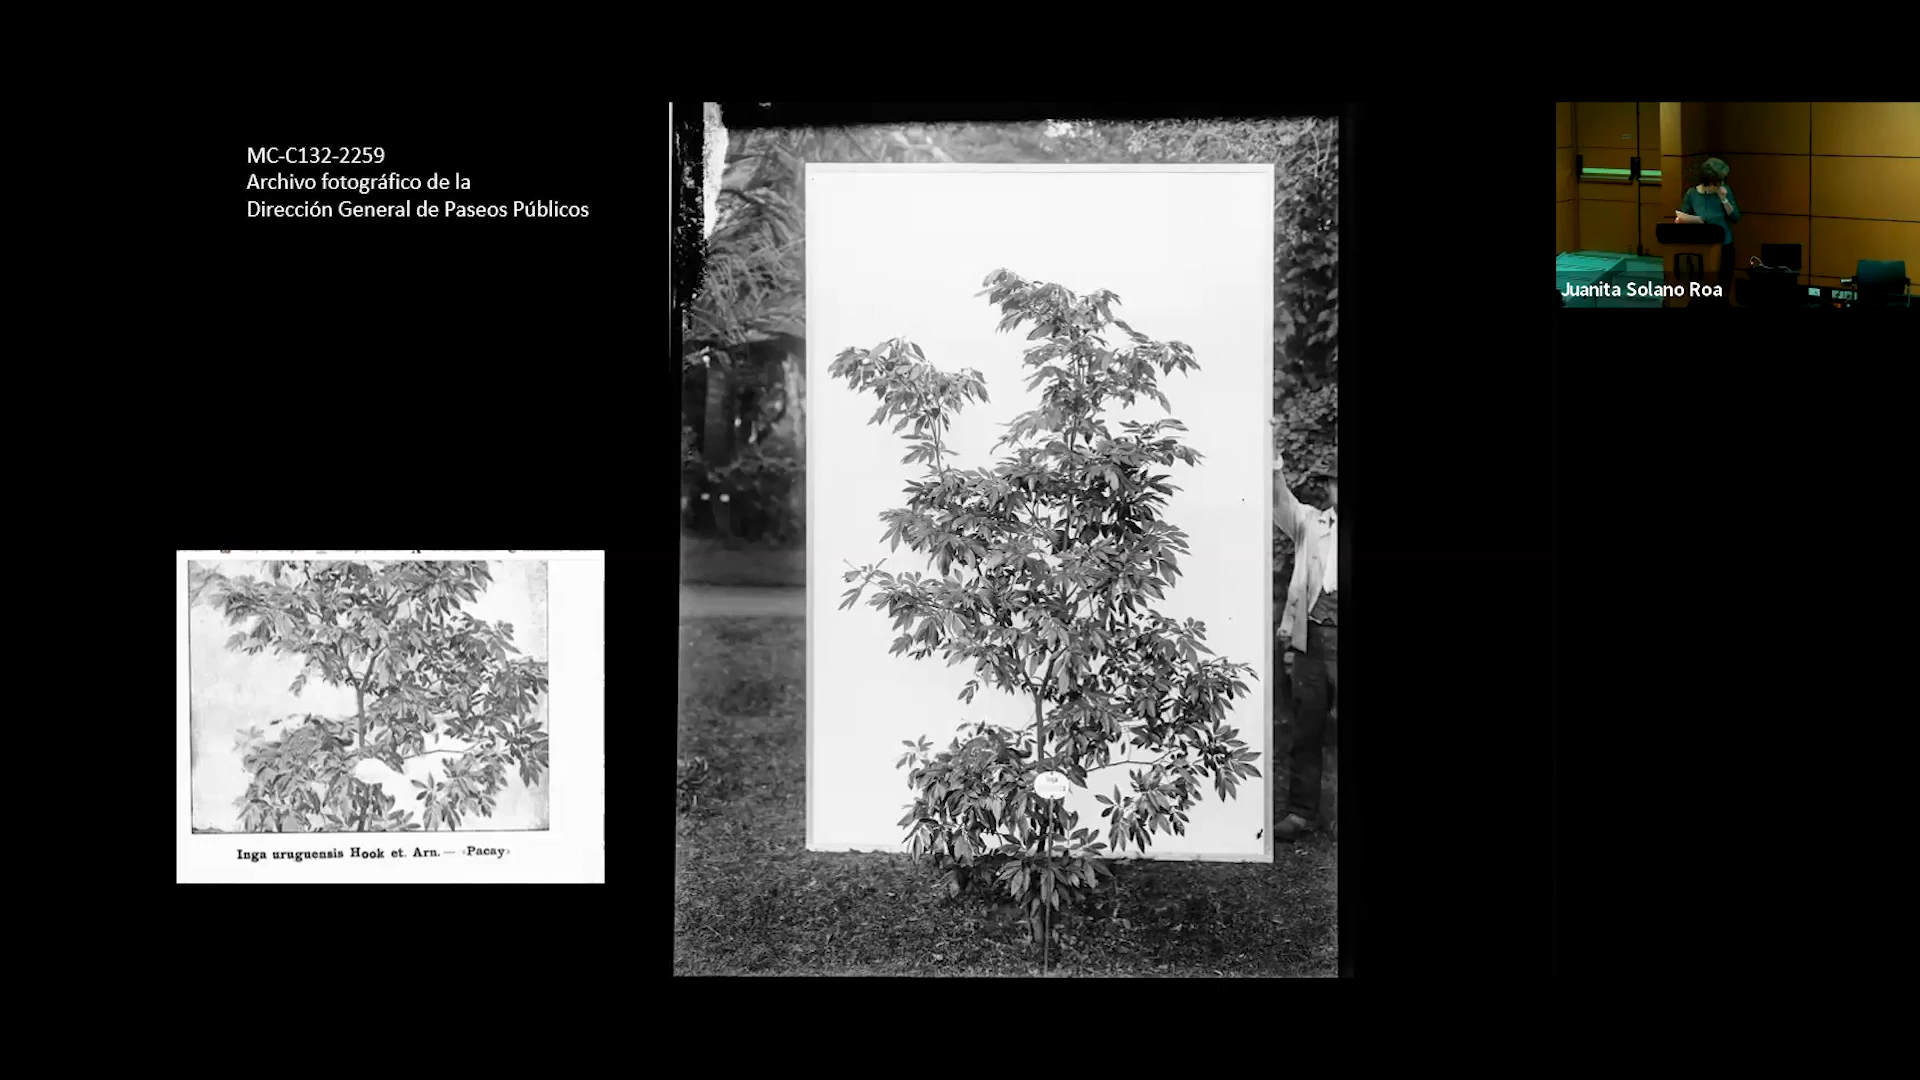 MC-C132-2259
Archivo fotográfico de la
Dirección General de Paseos Públicos
Juanita Solano Roa
Inga
Inga uruguensis Hook et. Arn. — «Pacay»